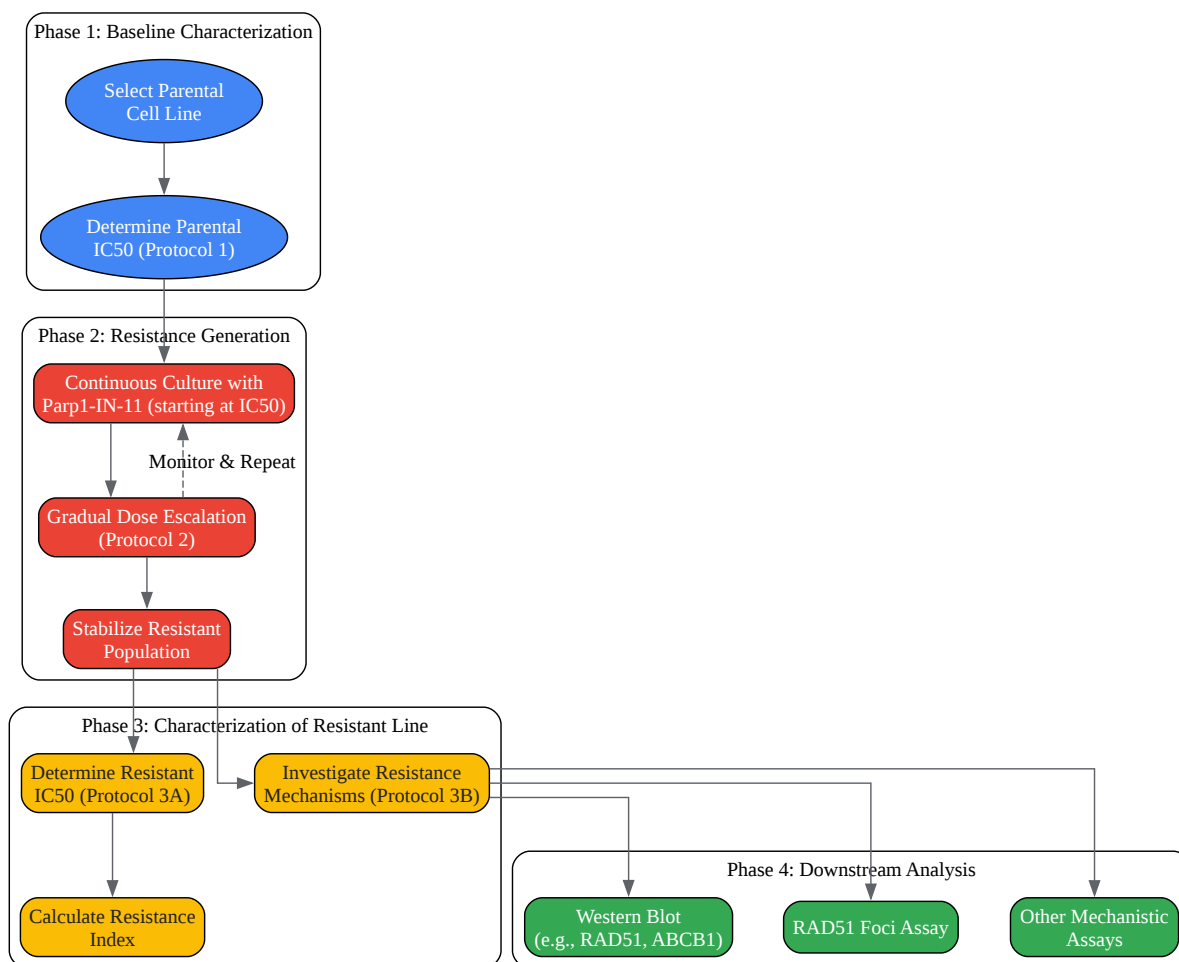 Phase 1: Baseline Characterization
Select Parental
Cell Line
Determine Parental
IC50 (Protocol 1)
Phase 2: Resistance Generation
Continuous Culture with
Parp1-IN-11 (starting at IC50)
Monitor & Repeat
Gradual Dose Escalation
(Protocol 2)
Stabilize Resistant
Population
Phase 3: Characterization of Resistant Line
Determine Resistant
IC50 (Protocol 3A)
Investigate Resistance
Mechanisms (Protocol 3B)
Calculate Resistance
Index
Phase 4: Downstream Analysis
Western Blot
(e.g., RAD51, ABCB1)
RAD51 Foci Assay
Other Mechanistic
Assays